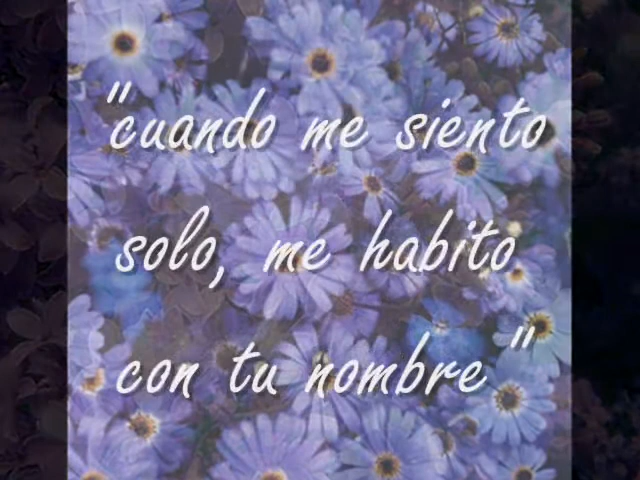 "cuando me siento
solo, me habito
con tu nombre"